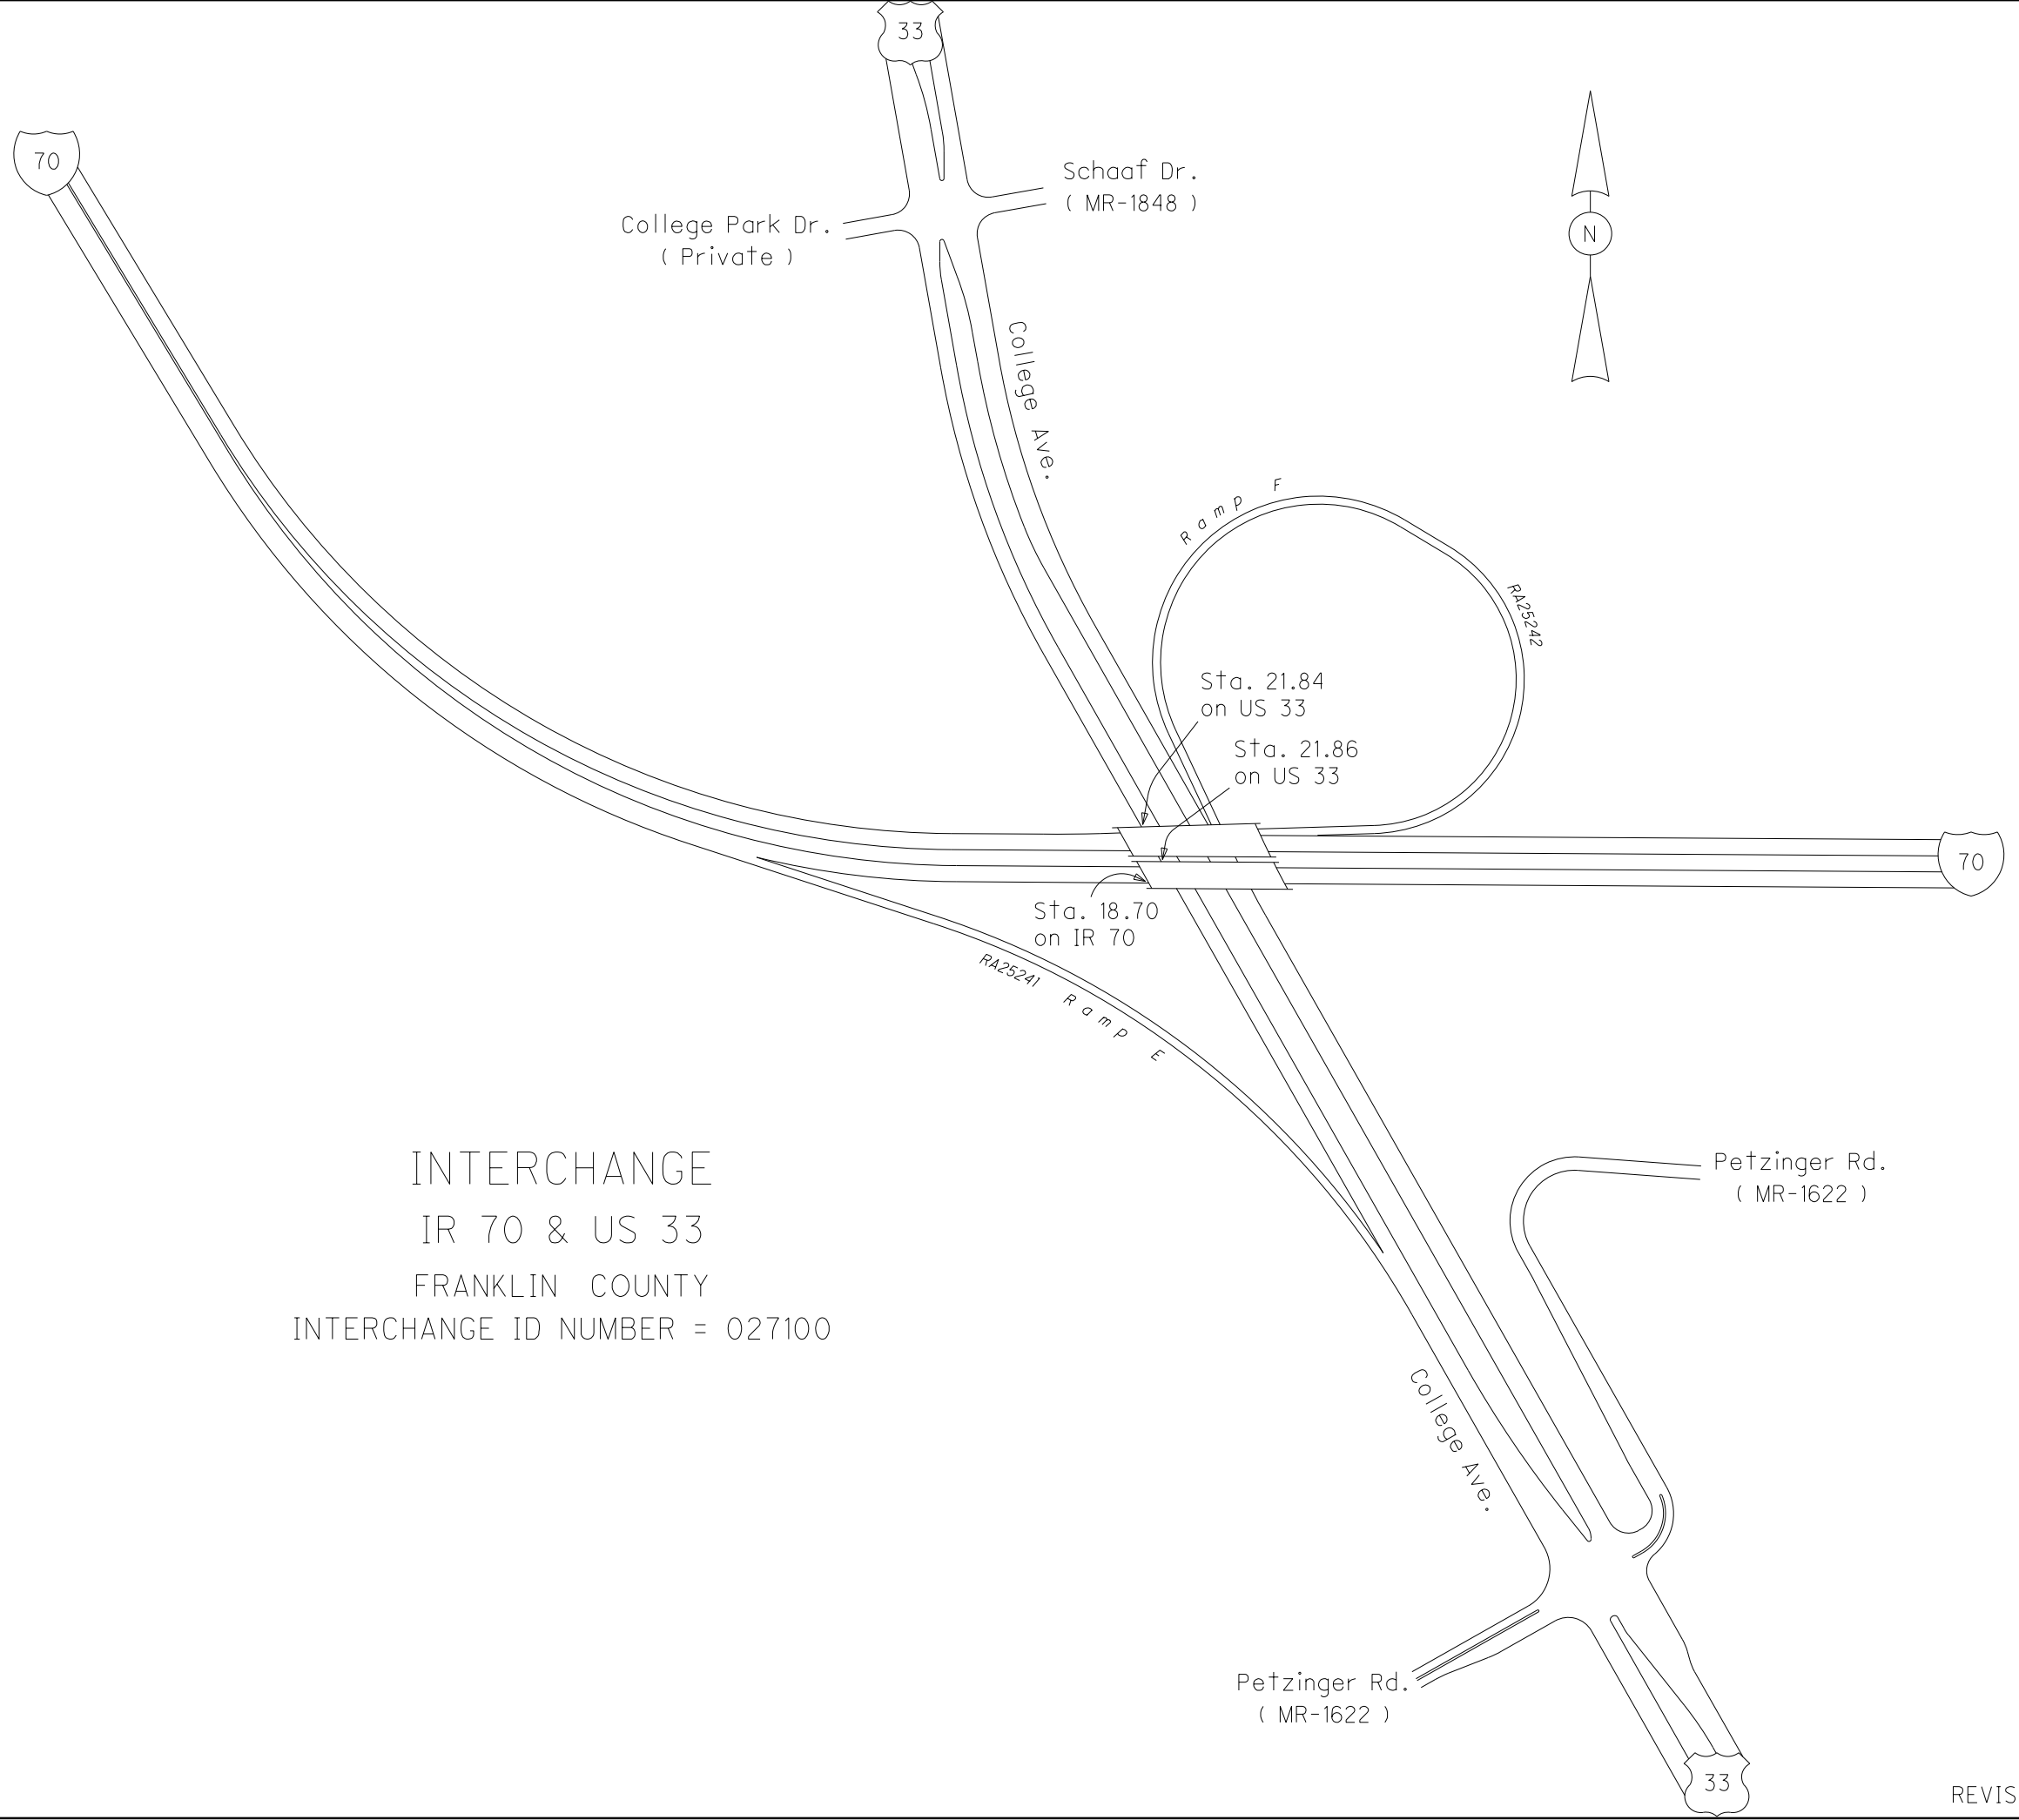 33
70
Schaaf Dr.
( MR-1848 )
College Park Dr.
( Private )
N
College Ave.
Ramp F
RA25242
Sta. 21.84
on US 33
Sta. 21.86
on US 33
70
Sta. 18.70
on IR 70
RA25241 Ramp E
INTERCHANGE
IR 70 & US 33
FRANKLIN COUNTY
INTERCHANGE ID NUMBER = 027100
Petzinger Rd.
( MR-1622 )
College Ave.
Petzinger Rd.
( MR-1622 )
33
REVIS